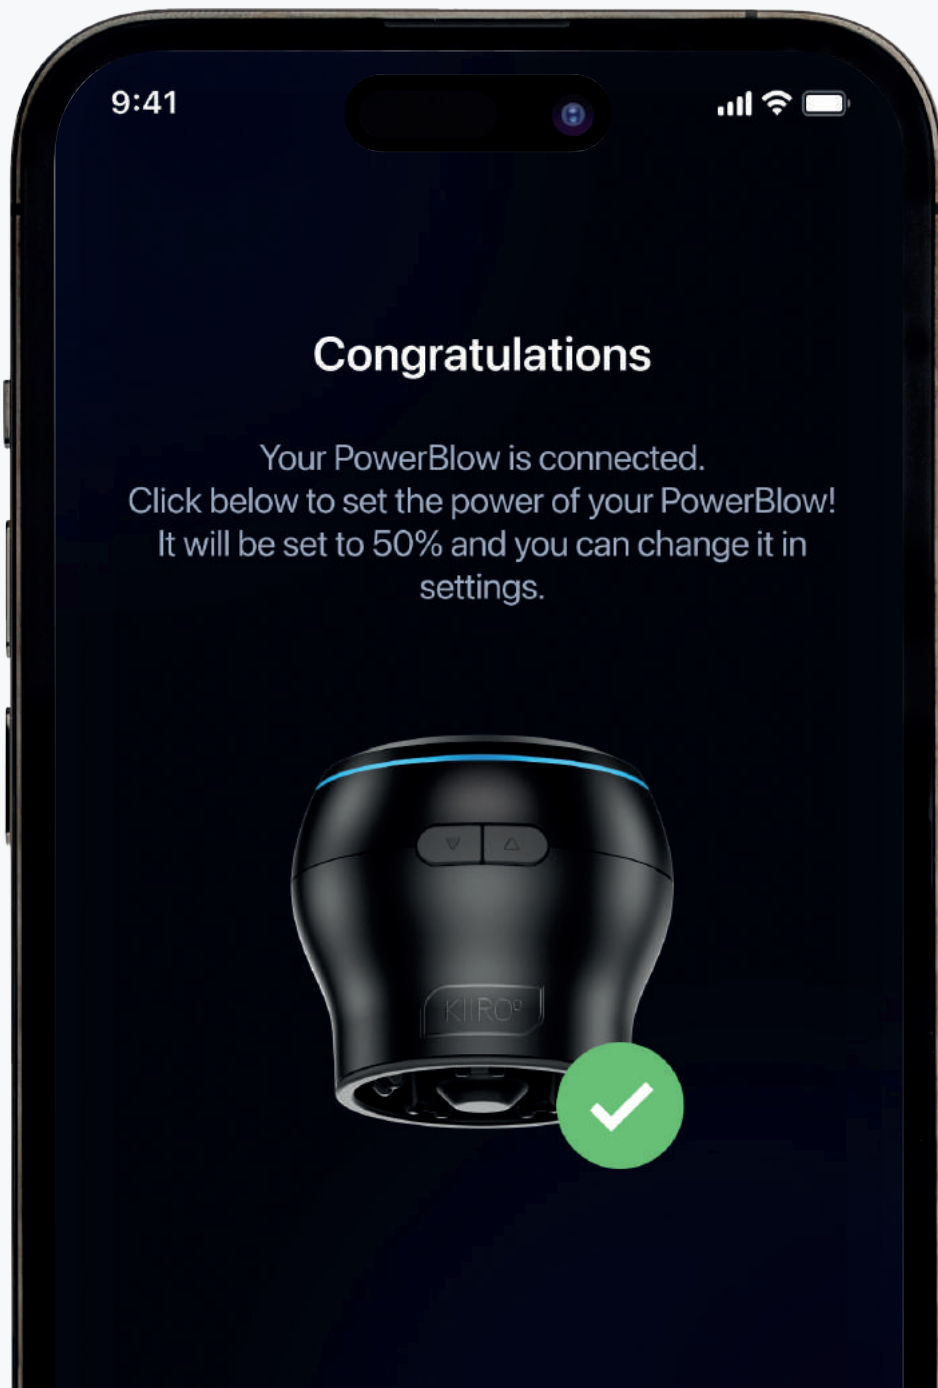 9:41
Congratulations
Your PowerBlow is connected.
Click below to set the power of your PowerBlow!
It will be set to 50% and you can change it in
settings.
KIIROO